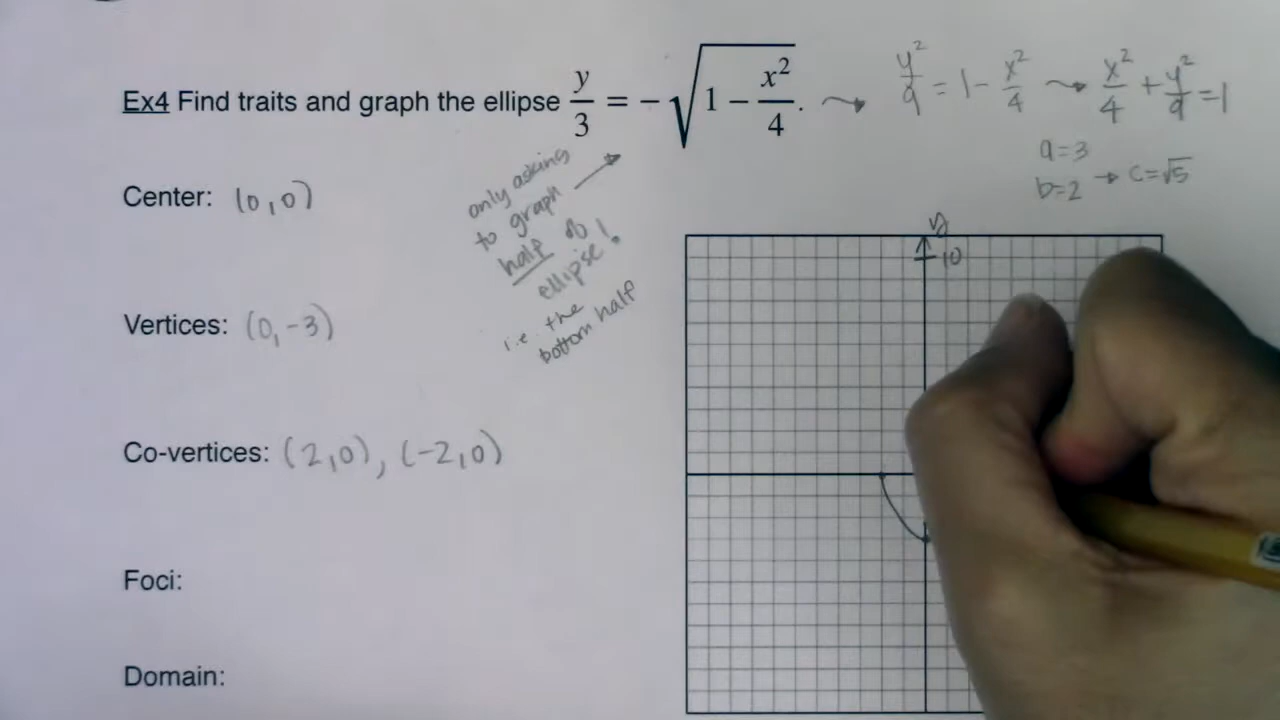 Ex4 Find traits and graph the ellipse y/3 = -√(1 - x²/4).
→ y²/9 = 1 - x²/4 → x²/4 + y²/9 = 1
a=3
b=2 → c=√5
Center: (0,0)
only asking
to graph
half of
ellipse!
i.e. the
bottom half
Vertices: (0,-3)
Co-vertices: (2,0), (-2,0)
Foci:
Domain:
y
10